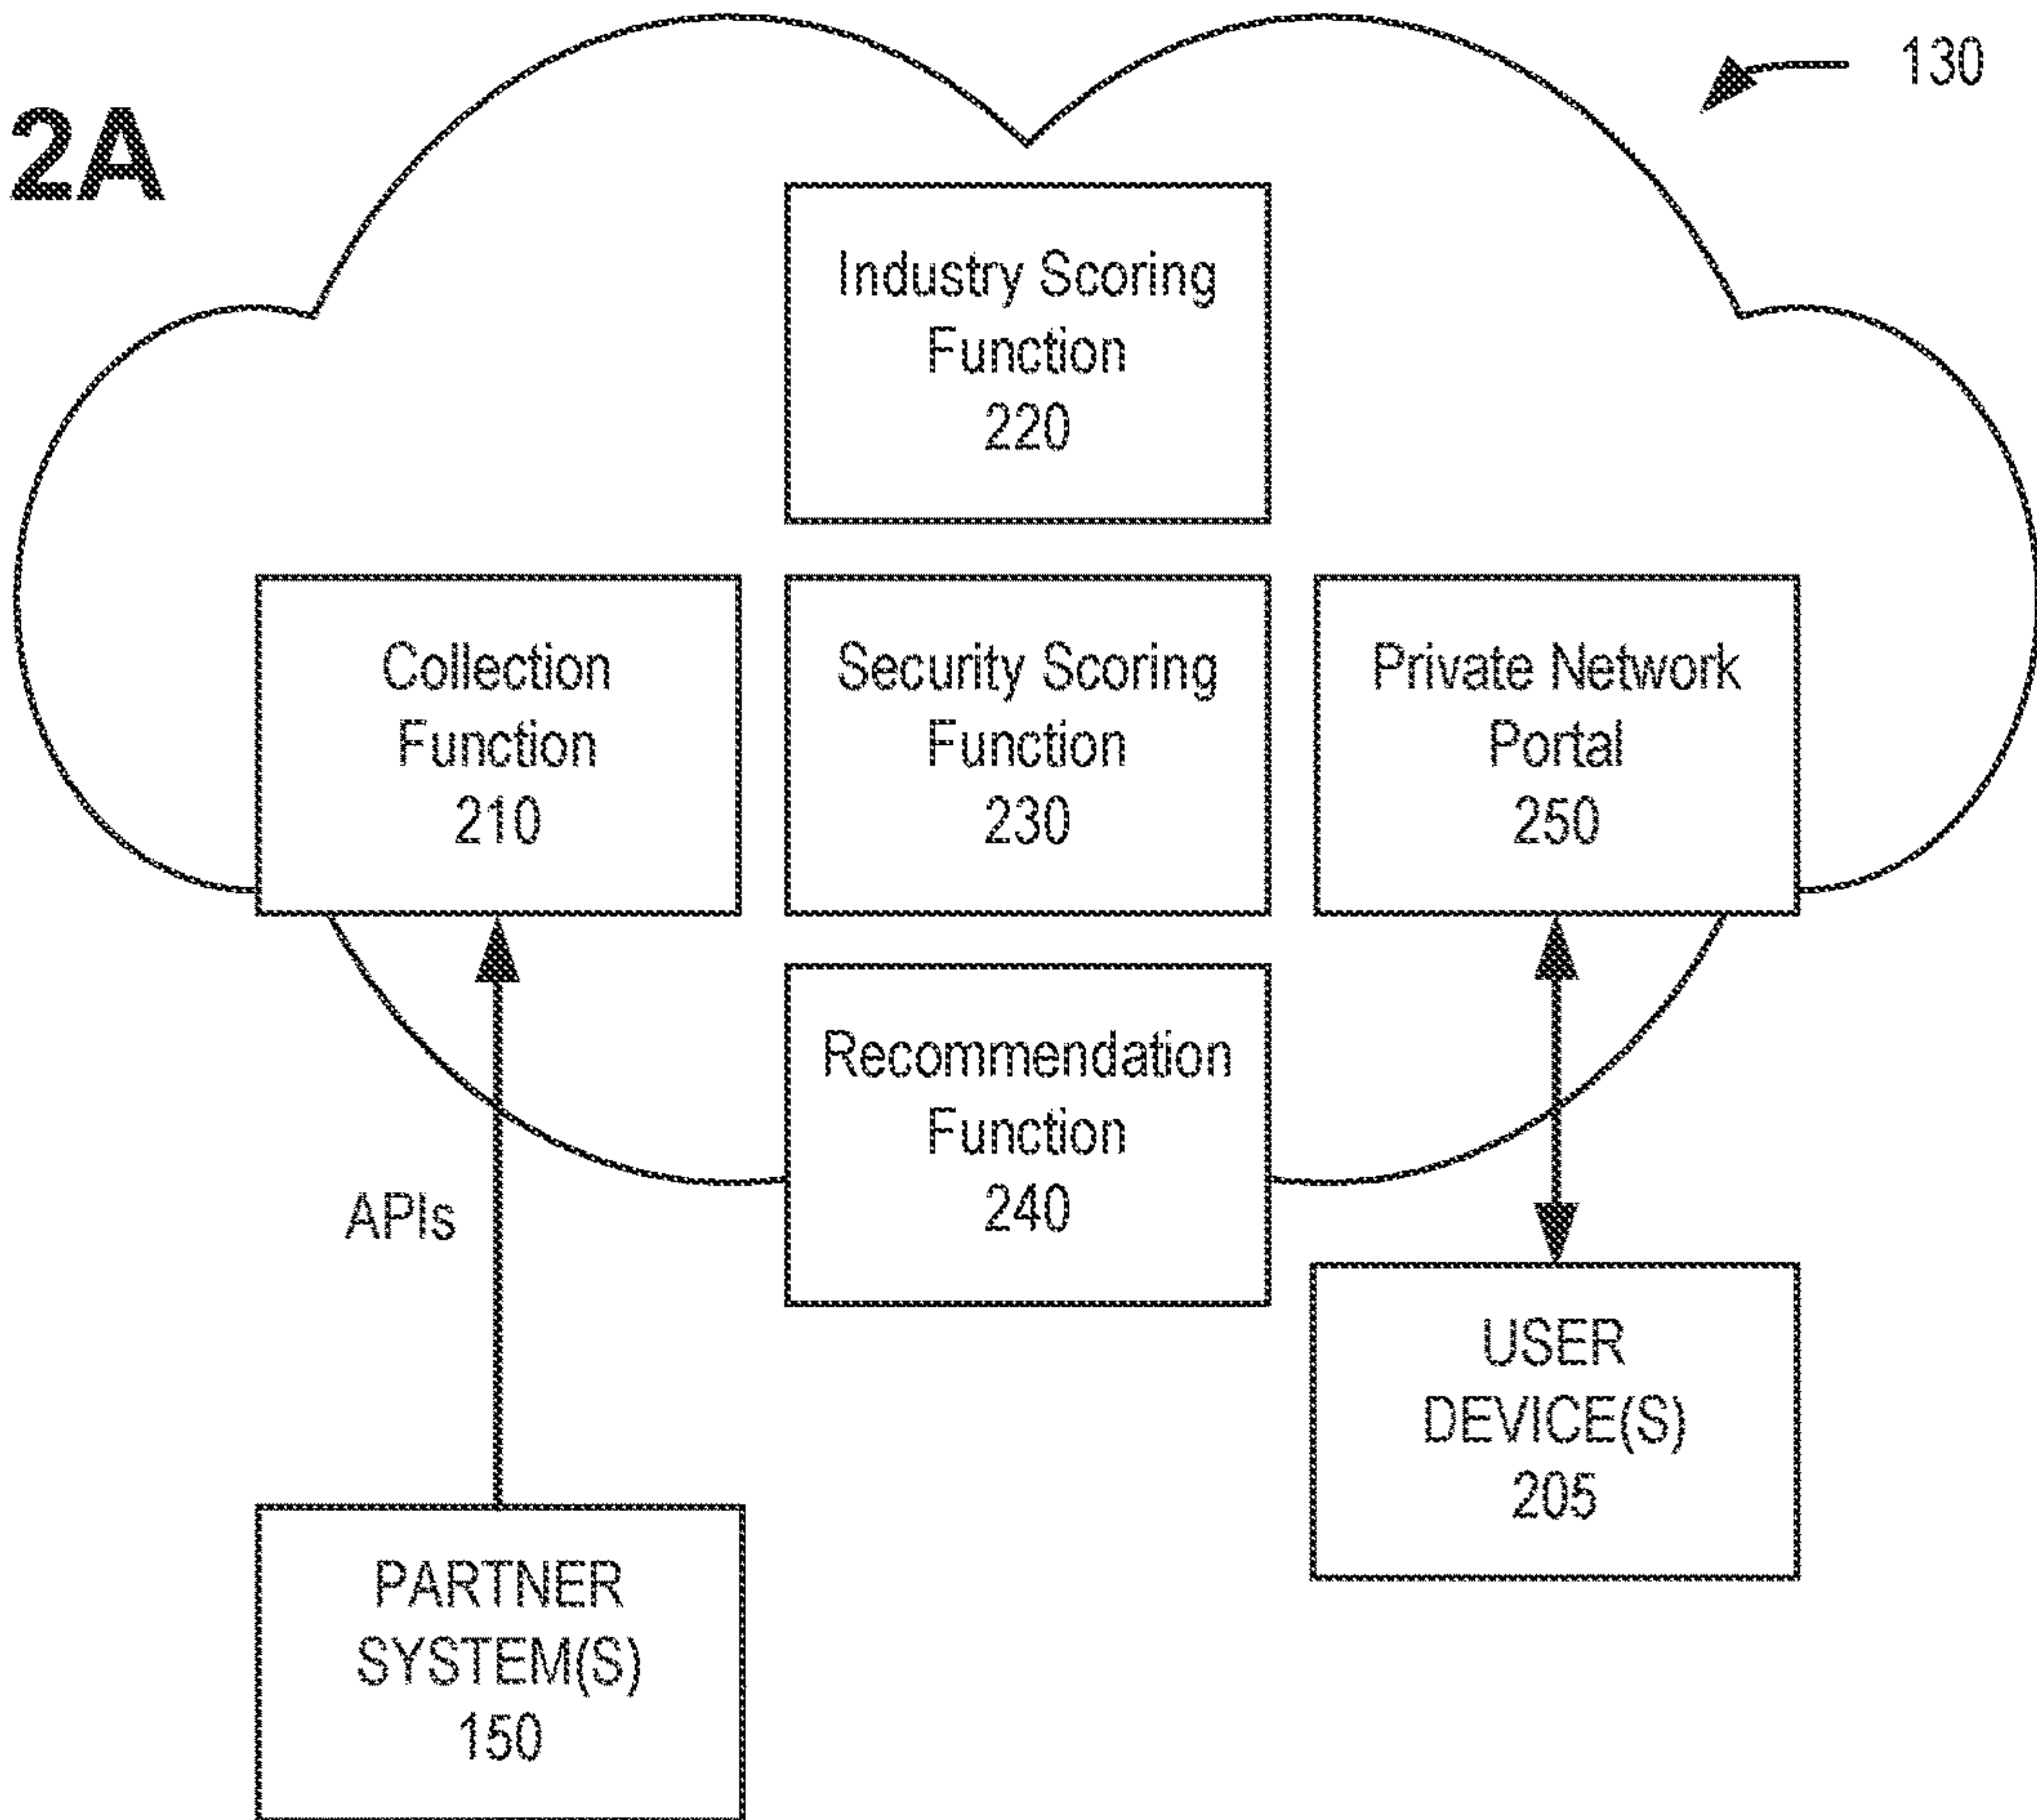 130
2A
Industry Scoring
Function
220
Collection
Function
210
Security Scoring
Function
230
Private Network
Portal
250
Recommendation
Function
240
APIs
USER
DEVICE(S)
205
PARTNER
SYSTEM(S)
150